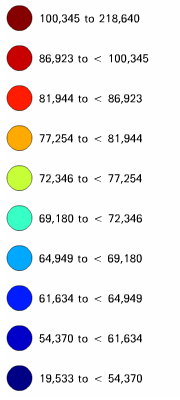 100,345 to 218,640
86,923 to < 100,345
81,944 to < 86,923
77,254 to < 81,944
72,346 to < 77,254
69,180 to < 72,346
64,949 to < 69,180
61,634 to < 64,949
54,370 to < 61,634
19,533 to < 54,370